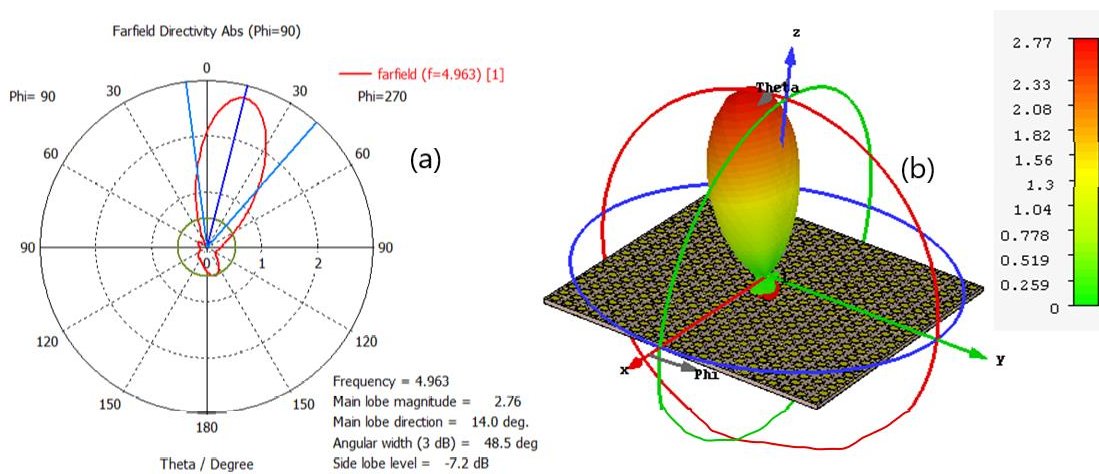 Farfield Directivity Abs (Phi=90)
farfield (f=4.963) [1]
Phi= 90
Phi=270
0
30
30
60
60
90
90
0
1
2
120
120
150
150
180
(a)
Frequency = 4.963
Main lobe magnitude = 2.76
Main lobe direction = 14.0 deg.
Angular width (3 dB) = 48.5 deg
Side lobe level = -7.2 dB
Theta / Degree
z
Theta
(b)
y
x
Phi
2.77
2.33
2.08
1.82
1.56
1.3
1.04
0.778
0.519
0.259
0